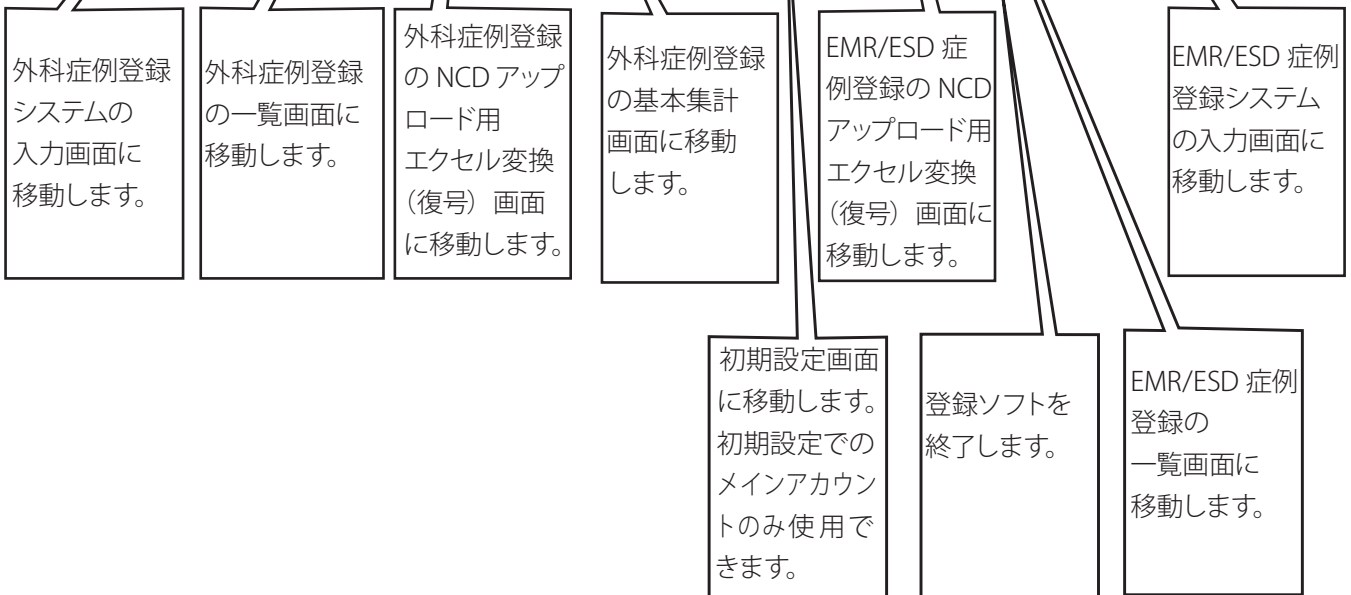 外科症例登録
システムの
入力画面に
移動します。
外科症例登録
の一覧画面に
移動します。
外科症例登録
の NCD アップ
ロード用
エクセル変換
（復号）画面
に移動します。
外科症例登録
の基本集計
画面に移動
します。
EMR/ESD 症
例登録の NCD
アップロード用
エクセル変換
（復号）画面に
移動します。
EMR/ESD 症例
登録システム
の入力画面に
移動します。
初期設定画面
に移動します。
初期設定での
メインアカウン
トのみ使用で
きます。
登録ソフトを
終了します。
EMR/ESD 症例
登録の
一覧画面に
移動します。